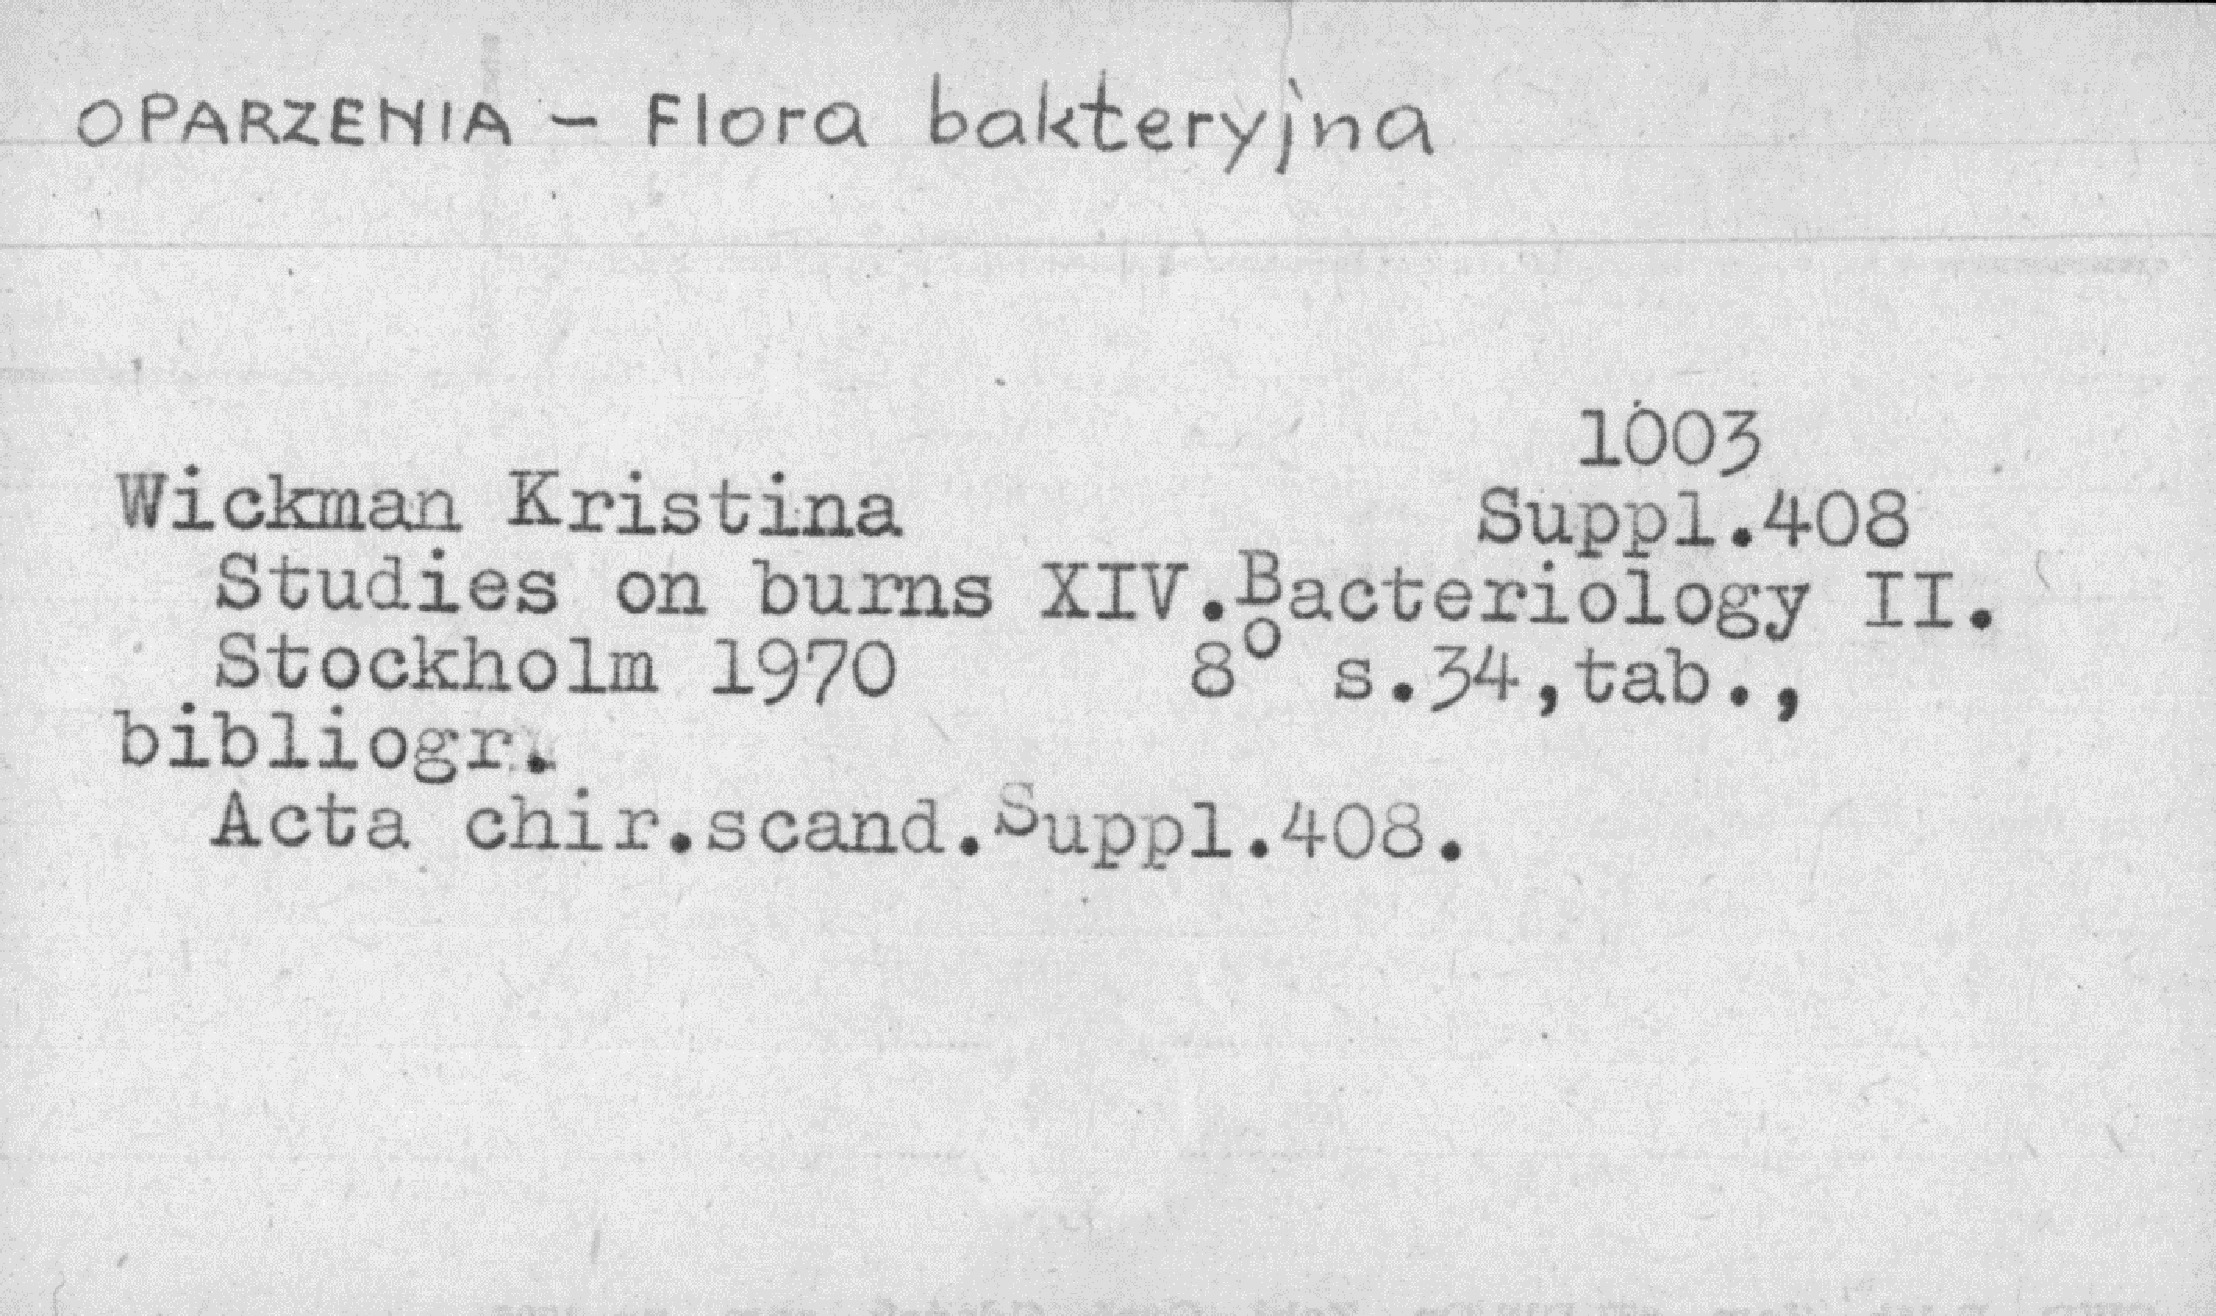 OPARZENIA - Flora bakteryjna
1003
Wickman Kristina Suppl.408
Studies on burns XIV.Bacteriology II.
Stockholm 1970 8° s.34,tab.,
bibliogr.
Acta chir.scand.Suppl.408.